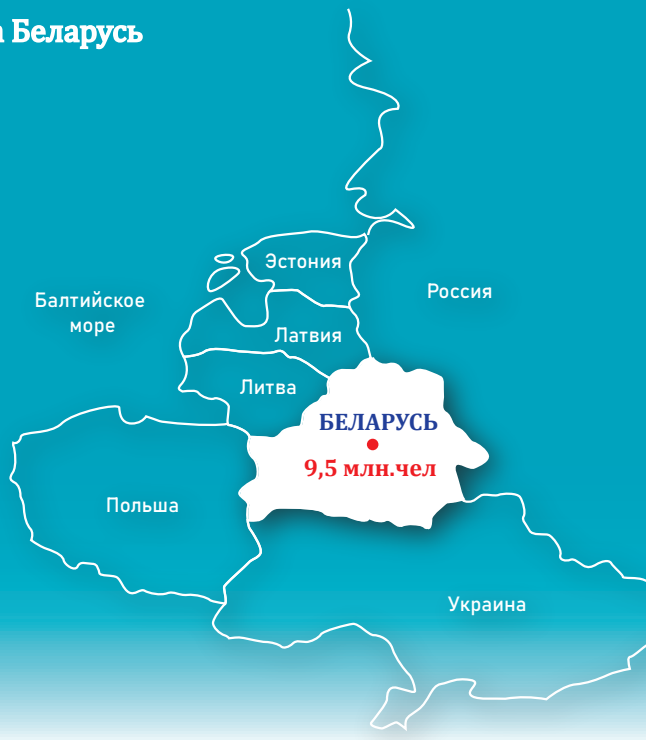 а Беларусь
Эстония
Балтийское
море
Россия
Латвия
Литва
БЕЛАРУСЬ
9,5 млн.чел
Польша
Украина